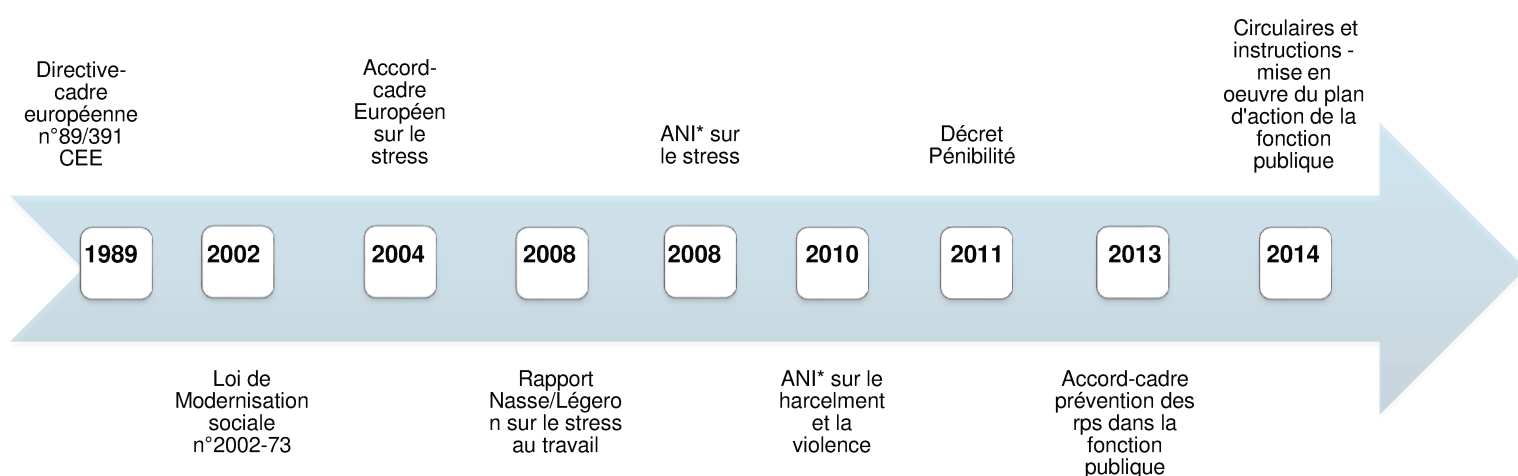 Directive-
cadre
européenne
n°89/391
CEE
Accord-
cadre
Européen
sur le
stress
ANI* sur
le stress
Décret
Pénibilité
Circulaires et
instructions -
mise en
oeuvre du plan
d'action de la
fonction
publique
1989
2002
2004
2008
2008
2010
2011
2013
2014
Loi de
Modernisation
sociale
n°2002-73
Rapport
Nasse/Légero
n sur le stress
au travail
ANI* sur le
harcelment
et la
violence
Accord-cadre
prévention des
rps dans la
fonction
publique